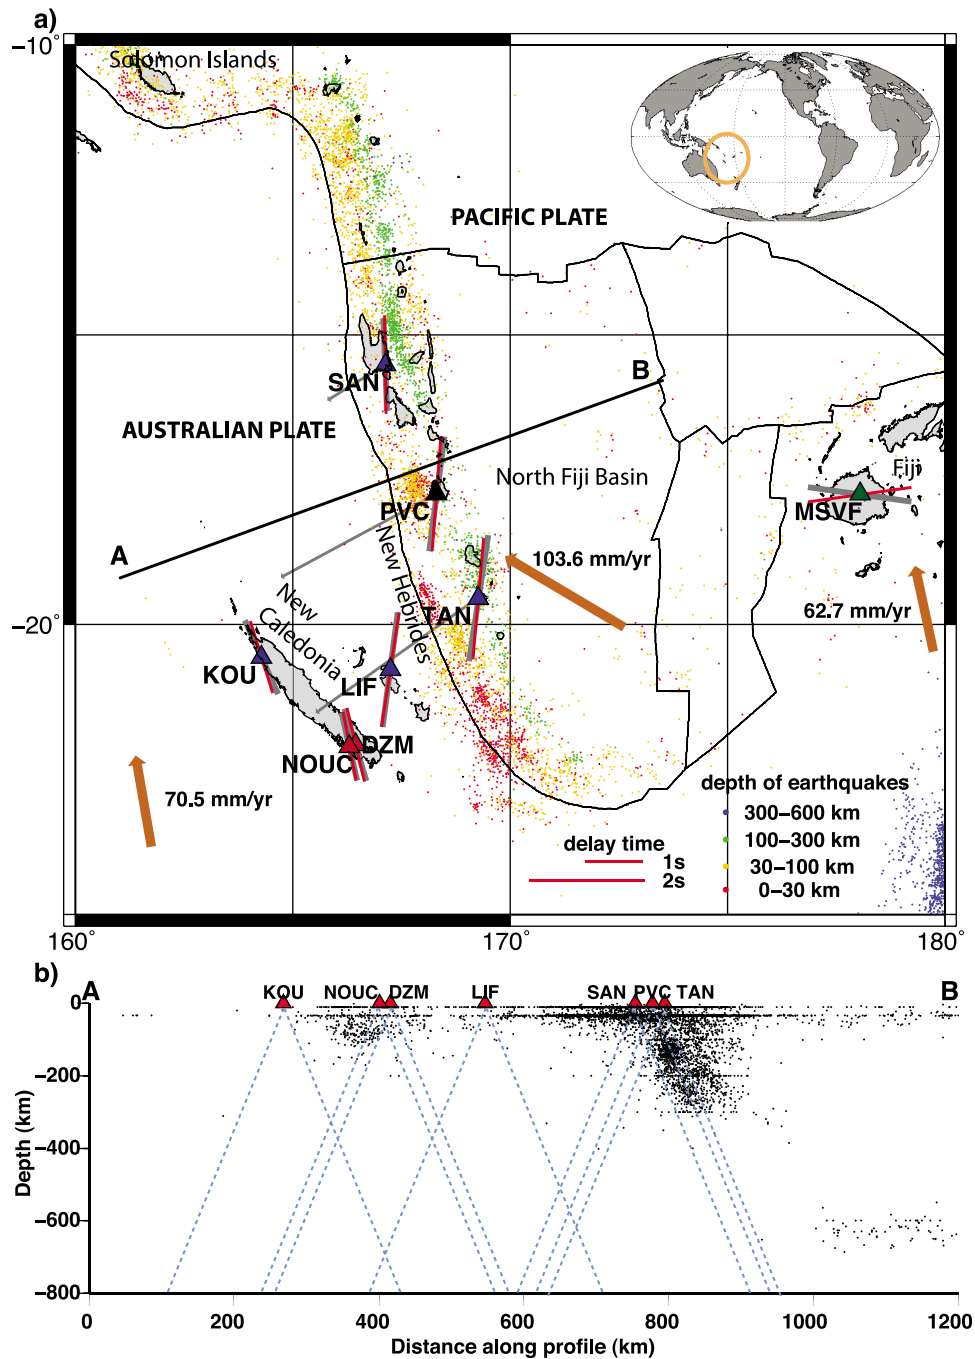 a)
−10°
Solomon Islands
PACIFIC PLATE
SAN
B
AUSTRALIAN PLATE
North Fiji Basin
Fiji
PVC
MSVF
A
New Hebrides
103.6 mm/yr
New
Caledonia
TAN
62.7 mm/yr
−20°
KOU
LIF
NOUC
DZM
70.5 mm/yr
depth of earthquakes
300−600 km
100−300 km
30−100 km
0−30 km
delay time
1s
2s
160°
170°
180°
b)
A
KOU
NOUC
DZM
LIF
SAN
PVC
TAN
B
0
−200
−400
−600
−800
Depth (km)
0
200
400
600
800
1000
1200
Distance along profile (km)